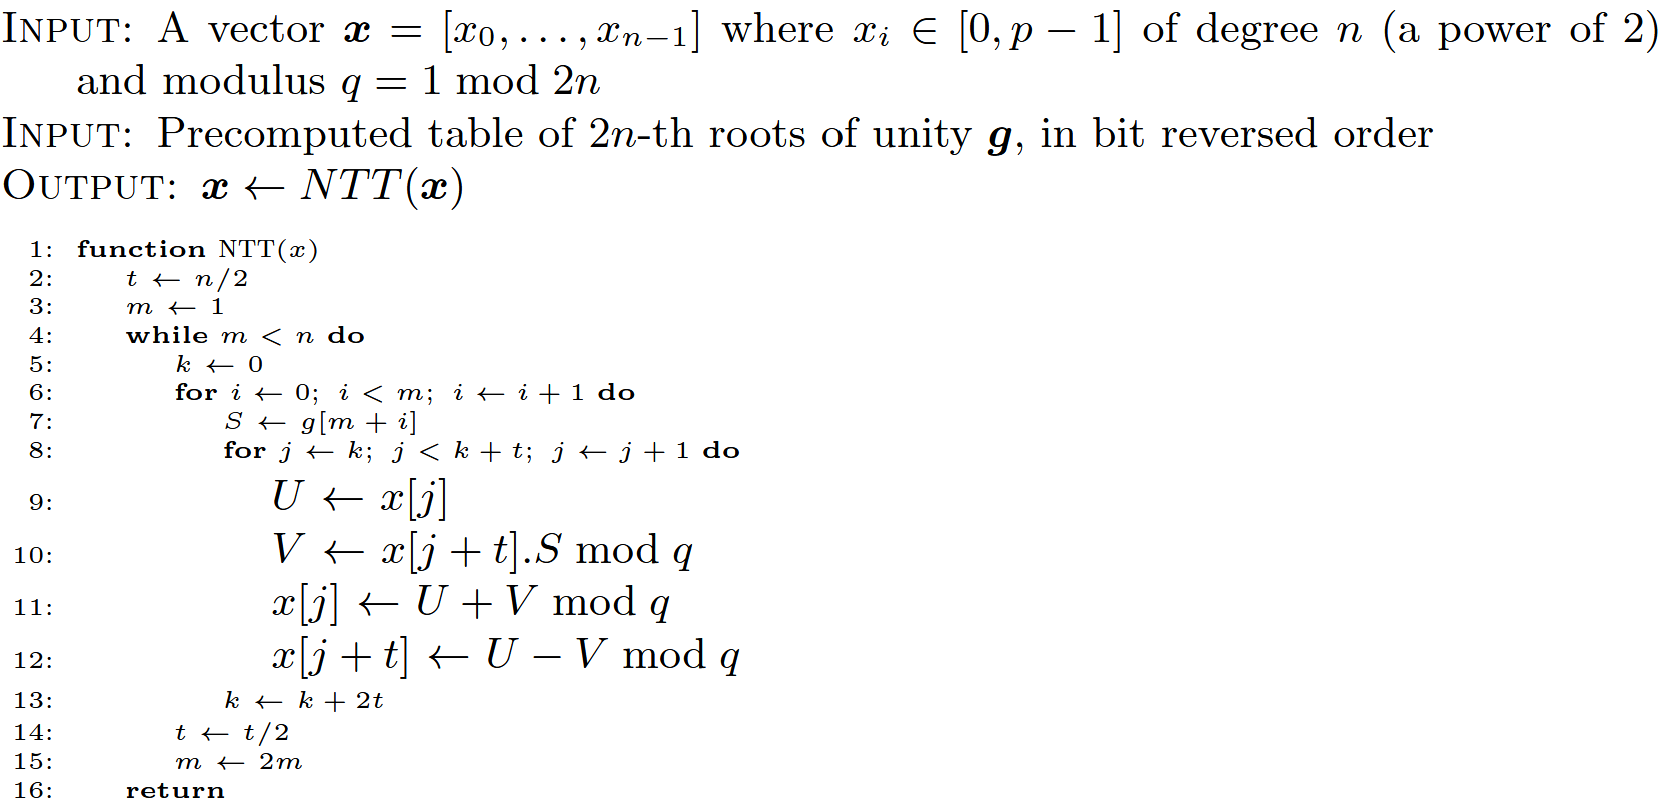 INPUT: A vector 𝒙 = [x₀, . . . , xₙ₋₁] where xᵢ ∈ [0, p − 1] of degree n (a power of 2)
and modulus q = 1 mod 2n
INPUT: Precomputed table of 2n-th roots of unity 𝒈, in bit reversed order
OUTPUT: 𝒙 ← NTT(𝒙)
1: function NTT(x)
2: t ← n/2
3: m ← 1
4: while m < n do
5: k ← 0
6: for i ← 0; i < m; i ← i + 1 do
7: S ← g[m + i]
8: for j ← k; j < k + t; j ← j + 1 do
9: U ← x[j]
10: V ← x[j + t].S mod q
11: x[j] ← U + V mod q
12: x[j + t] ← U − V mod q
13: k ← k + 2t
14: t ← t/2
15: m ← 2m
16: return